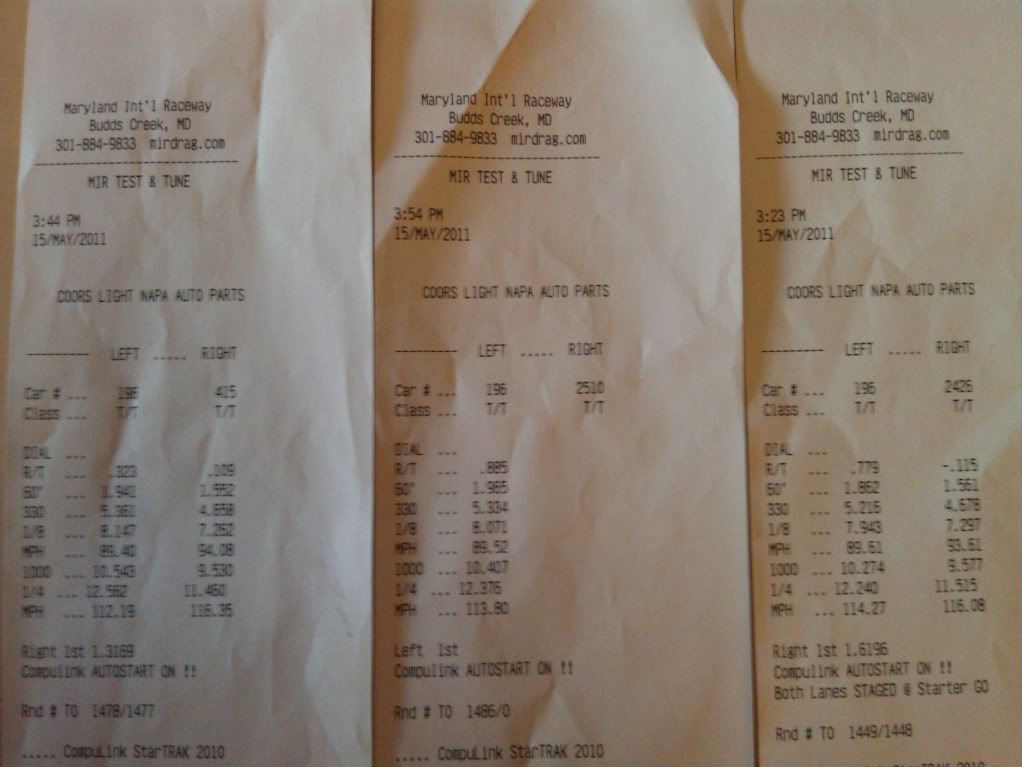 Maryland Int'l Raceway
Budds Creek, MD
301-884-9833 mirdrag.com
--------------------------
MIR TEST & TUNE
3:44 PM
15/MAY/2011
COORS LIGHT NAPA AUTO PARTS
--------- LEFT ..... RIGHT
Car # ... 196 415
Class ... T/T T/T
DIAL ...
R/T ... .323 .109
60" ... 1.941 1.552
330 ... 5.361 4.658
1/8 ... 8.147 7.262
MPH ... 89.40 94.08
1000 ... 10.543 9.530
1/4 ... 12.562 11.460
MPH ... 112.19 116.35
Right 1st 1.3169
Compulink AUTOSTART ON !!
Rnd # TO 1478/1477
..... CompuLink StarTRAK 2010
Maryland Int'l Raceway
Budds Creek, MD
301-884-9833 mirdrag.com
--------------------------
MIR TEST & TUNE
3:54 PM
15/MAY/2011
COORS LIGHT NAPA AUTO PARTS
--------- LEFT ..... RIGHT
Car # ... 196 2510
Class ... T/T T/T
DIAL ...
R/T ... .885
60" ... 1.965
330 ... 5.334
1/8 ... 8.071
MPH ... 89.52
1000 ... 10.407
1/4 ... 12.376
MPH ... 113.80
Left 1st
Compulink AUTOSTART ON !!
Rnd # TO 1486/0
..... CompuLink StarTRAK 2010
Maryland Int'l Raceway
Budds Creek, MD
301-884-9833 mirdrag.com
--------------------------
MIR TEST & TUNE
3:23 PM
15/MAY/2011
COORS LIGHT NAPA AUTO PARTS
--------- LEFT ..... RIGHT
Car # ... 196 2426
Class ... T/T T/T
DIAL ...
R/T ... .779 -.115
60" ... 1.862 1.561
330 ... 5.216 4.678
1/8 ... 7.943 7.297
MPH ... 89.61 93.61
1000 ... 10.274 9.577
1/4 ... 12.240 11.515
MPH ... 114.27 116.08
Right 1st 1.6196
Compulink AUTOSTART ON !!
Both Lanes STAGED @ Starter GO
Rnd # TO 1449/1448
CompuLink StarTRAK 2010